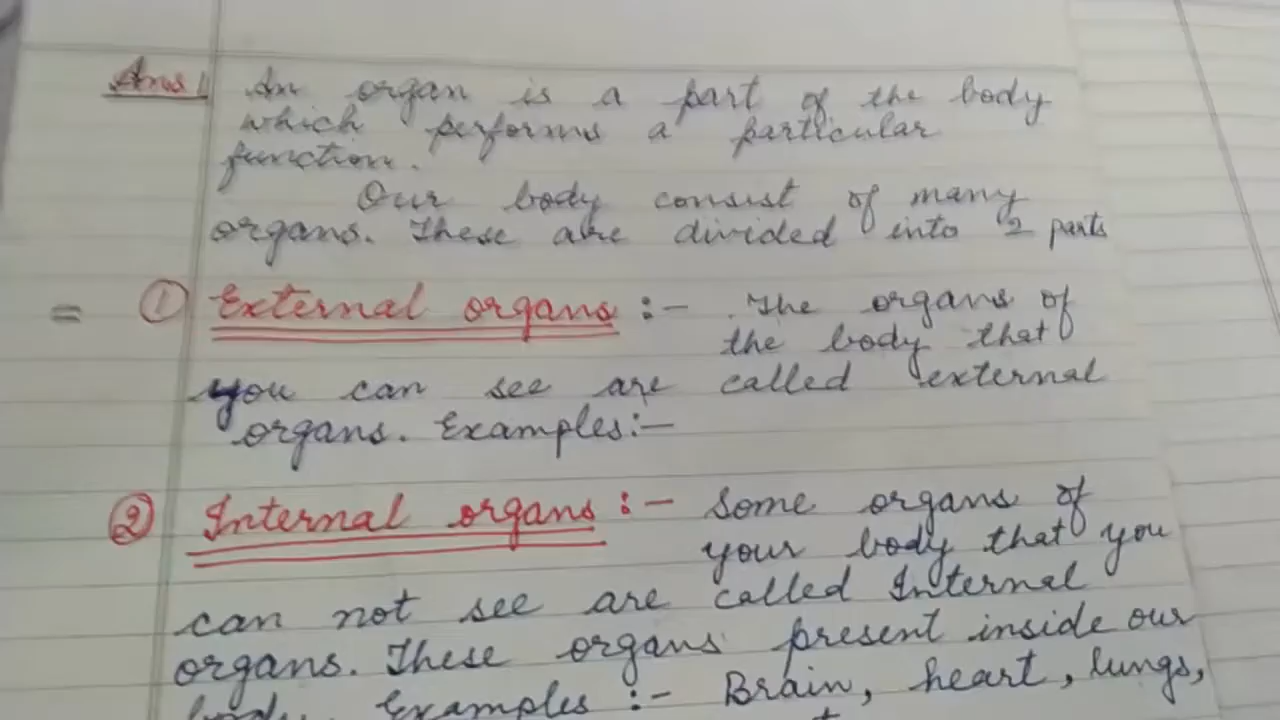 Ans 1 An organ is a part of the body
which performs a particular
function.
Our body consist of many
organs. These are divided into 2 parts
= ① External organs :- . The organs of
the body that
you can see are called external
organs. Examples:-
② Internal organs :- Some organs of
your body that you
can not see are called Internal
organs. These organs present inside our
body. Examples :- Brain, heart, lungs,